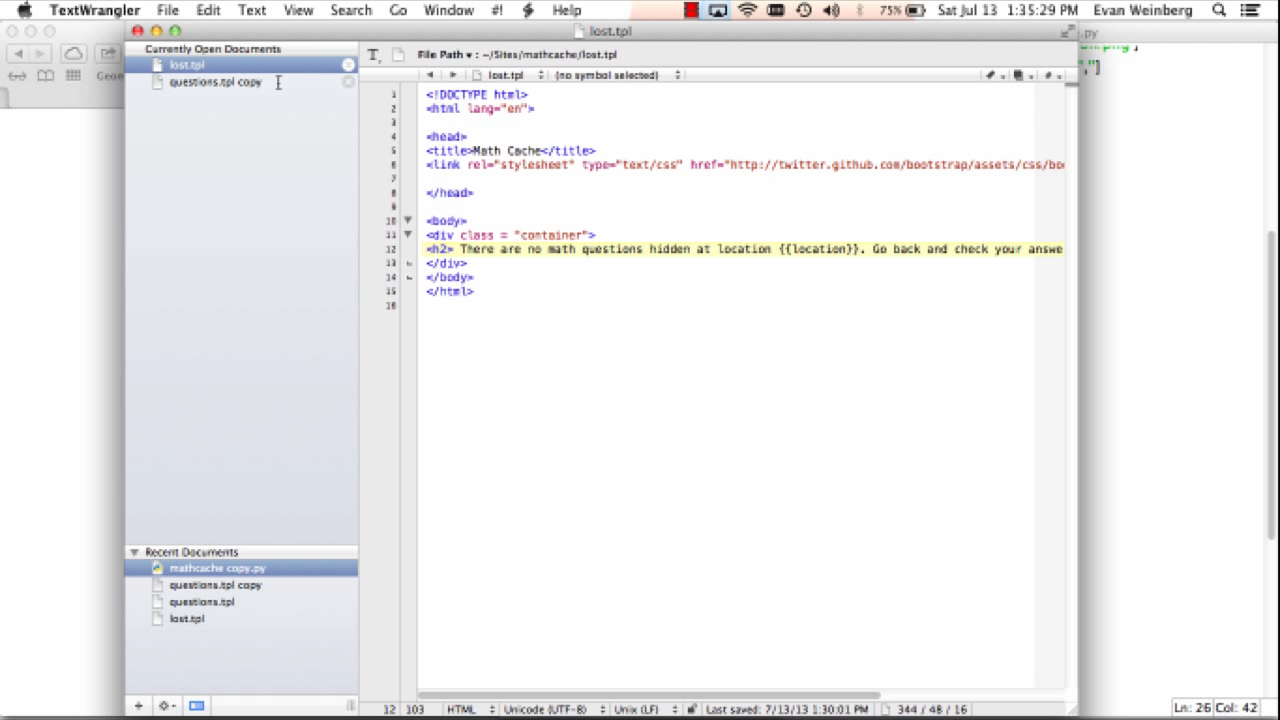 TextWrangler File Edit Text View Search Go Window #! Help 75% Sat Jul 13 1:35:29 PM Evan Weinberg
lost.tpl
.py
Currently Open Documents
lost.tpl
questions.tpl copy
File Path ▾ : ~/Sites/mathcache/lost.tpl
lost.tpl (no symbol selected)
","]
Geom
1 <!DOCTYPE html>
2 <html lang="en">
3
4 <head>
5 <title>Math Cache</title>
6 <link rel="stylesheet" type="text/css" href="http://twitter.github.com/bootstrap/assets/css/bo
7
8 </head>
9
10 <body>
11 <div class = "container">
12 <h2> There are no math questions hidden at location {{location}}. Go back and check your answe
13 </div>
14 </body>
15 </html>
16
Recent Documents
mathcache copy.py
questions.tpl copy
questions.tpl
lost.tpl
12 103 HTML Unicode (UTF-8) Unix (LF) Last saved: 7/13/13 1:30:01 PM 344 / 48 / 16
Ln: 26 Col: 42